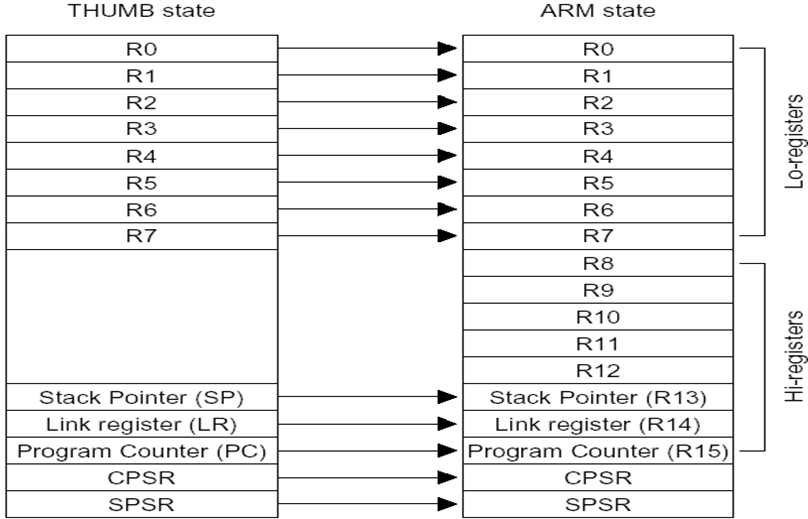 THUMB state
ARM state
R0
R0
R1
R1
R2
R2
R3
R3
R4
R4
R5
R5
R6
R6
R7
R7
Lo-registers
R8
R9
R10
R11
R12
Stack Pointer (SP)
Stack Pointer (R13)
Link register (LR)
Link register (R14)
Program Counter (PC)
Program Counter (R15)
Hi-registers
CPSR
CPSR
SPSR
SPSR